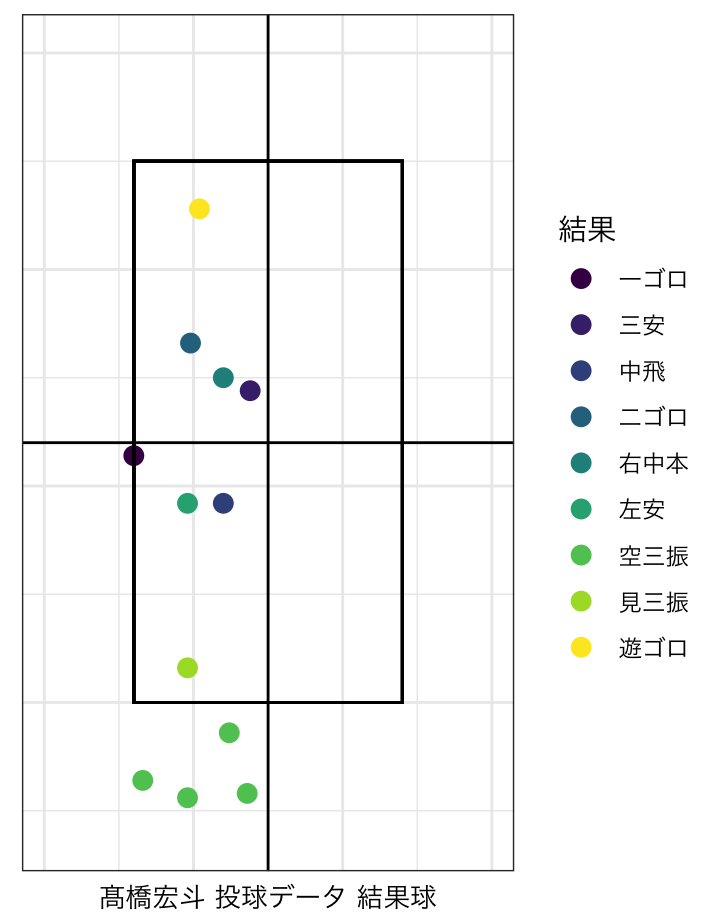 結果
一ゴロ
三安
中飛
二ゴロ
右中本
左安
空三振
見三振
遊ゴロ
髙橋宏斗 投球データ 結果球